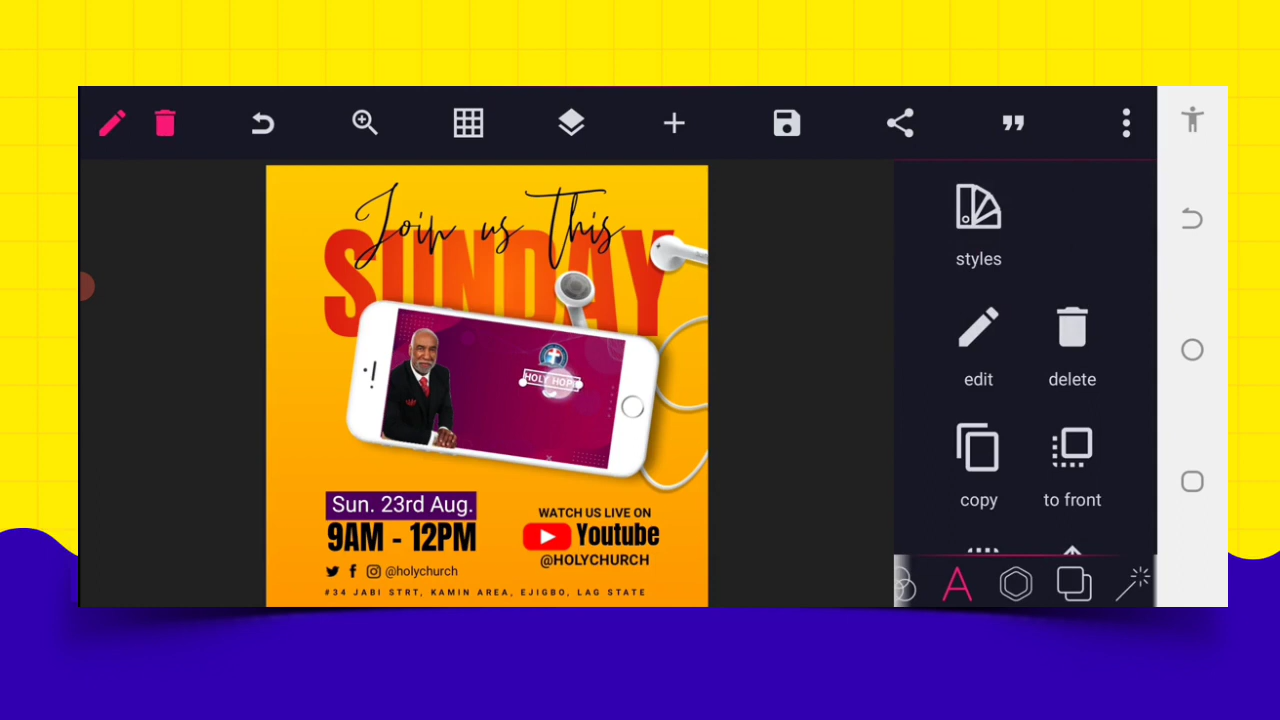 Join us This
SUNDAY
HOLY HOPE
Sun. 23rd Aug.
9AM - 12PM
@holychurch
WATCH US LIVE ON
Youtube
@HOLYCHURCH
#34 JABI STRT, KAMIN AREA, EJIGBO, LAG STATE
styles
edit
delete
copy
to front